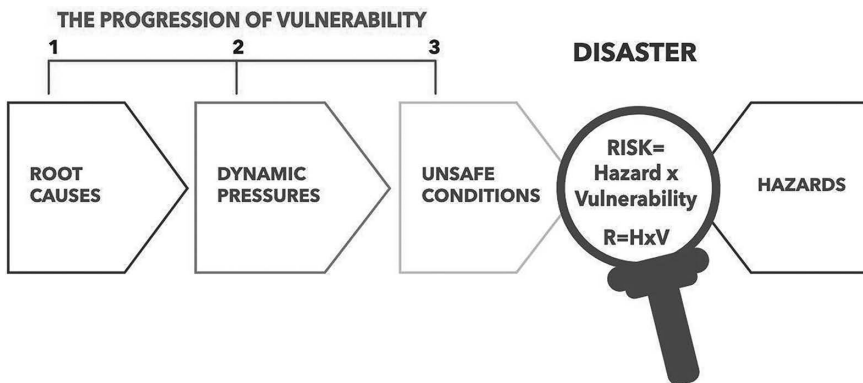 THE PROGRESSION OF VULNERABILITY
1
2
3
DISASTER
ROOT
CAUSES
DYNAMIC
PRESSURES
UNSAFE
CONDITIONS
RISK=
Hazard x
Vulnerability
R=HxV
HAZARDS